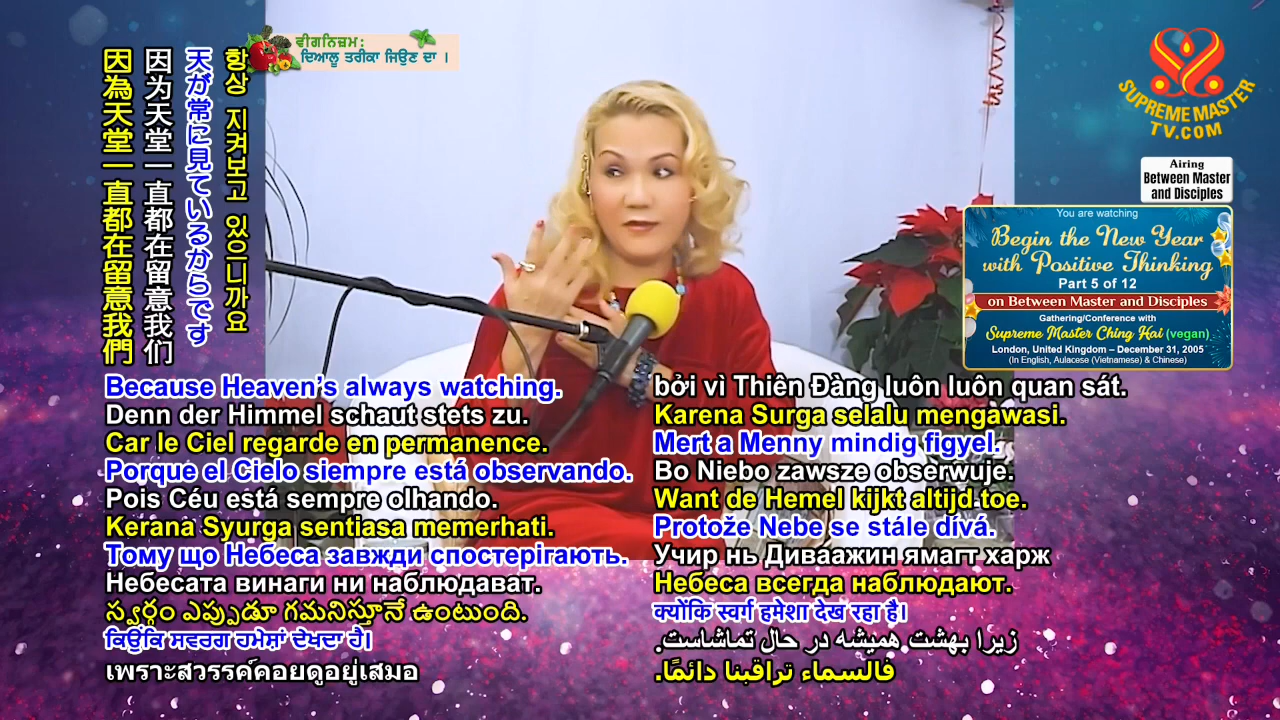 ਵੀਗਨਿਜ਼ਮ:
ਦਿਆਲੂ ਤਰੀਕਾ ਜਿਉਣ ਦਾ।
SUPREME MASTER
TV.COM
Airing
Between Master
and Disciples
You are watching
Begin the New Year
with Positive Thinking
Part 5 of 12
on Between Master and Disciples
Gathering/Conference with
Supreme Master Ching Hai (vegan)
London, United Kingdom – December 31, 2005
(In English, Aulacese (Vietnamese) & Chinese)
항상 지켜보고 있으니까요
天が常に見ているからです
因为天堂一直都在留意我们
因為天堂一直都在留意我們
Because Heaven’s always watching.
Denn der Himmel schaut stets zu.
Car le Ciel regarde en permanence.
Porque el Cielo siempre está observando.
Pois Céu está sempre olhando.
Kerana Syurga sentiasa memerhati.
Тому що Небеса завжди спостерігають.
Небесата винаги ни наблюдават.
స్వర్గం ఎప్పుడూ గమనిస్తూనే ఉంటుంది.
ਕਿਉਂਕਿ ਸਵਰਗ ਹਮੇਸ਼ਾਂ ਦੇਖਦਾ ਹੈ।
เพราะสวรรค์คอยดูอยู่เสมอ
bởi vì Thiên Đàng luôn luôn quan sát.
Karena Surga selalu mengawasi.
Mert a Menny mindig figyel.
Bo Niebo zawsze obserwuje.
Want de Hemel kijkt altijd toe.
Protože Nebe se stále dívá.
Учир нь Диваажин ямагт харж
Небеса всегда наблюдают.
क्योंकि स्वर्ग हमेशा देख रहा है।
زیرا بهشت همیشه در حال تماشاست.
فالسماء تراقبنا دائمًا.